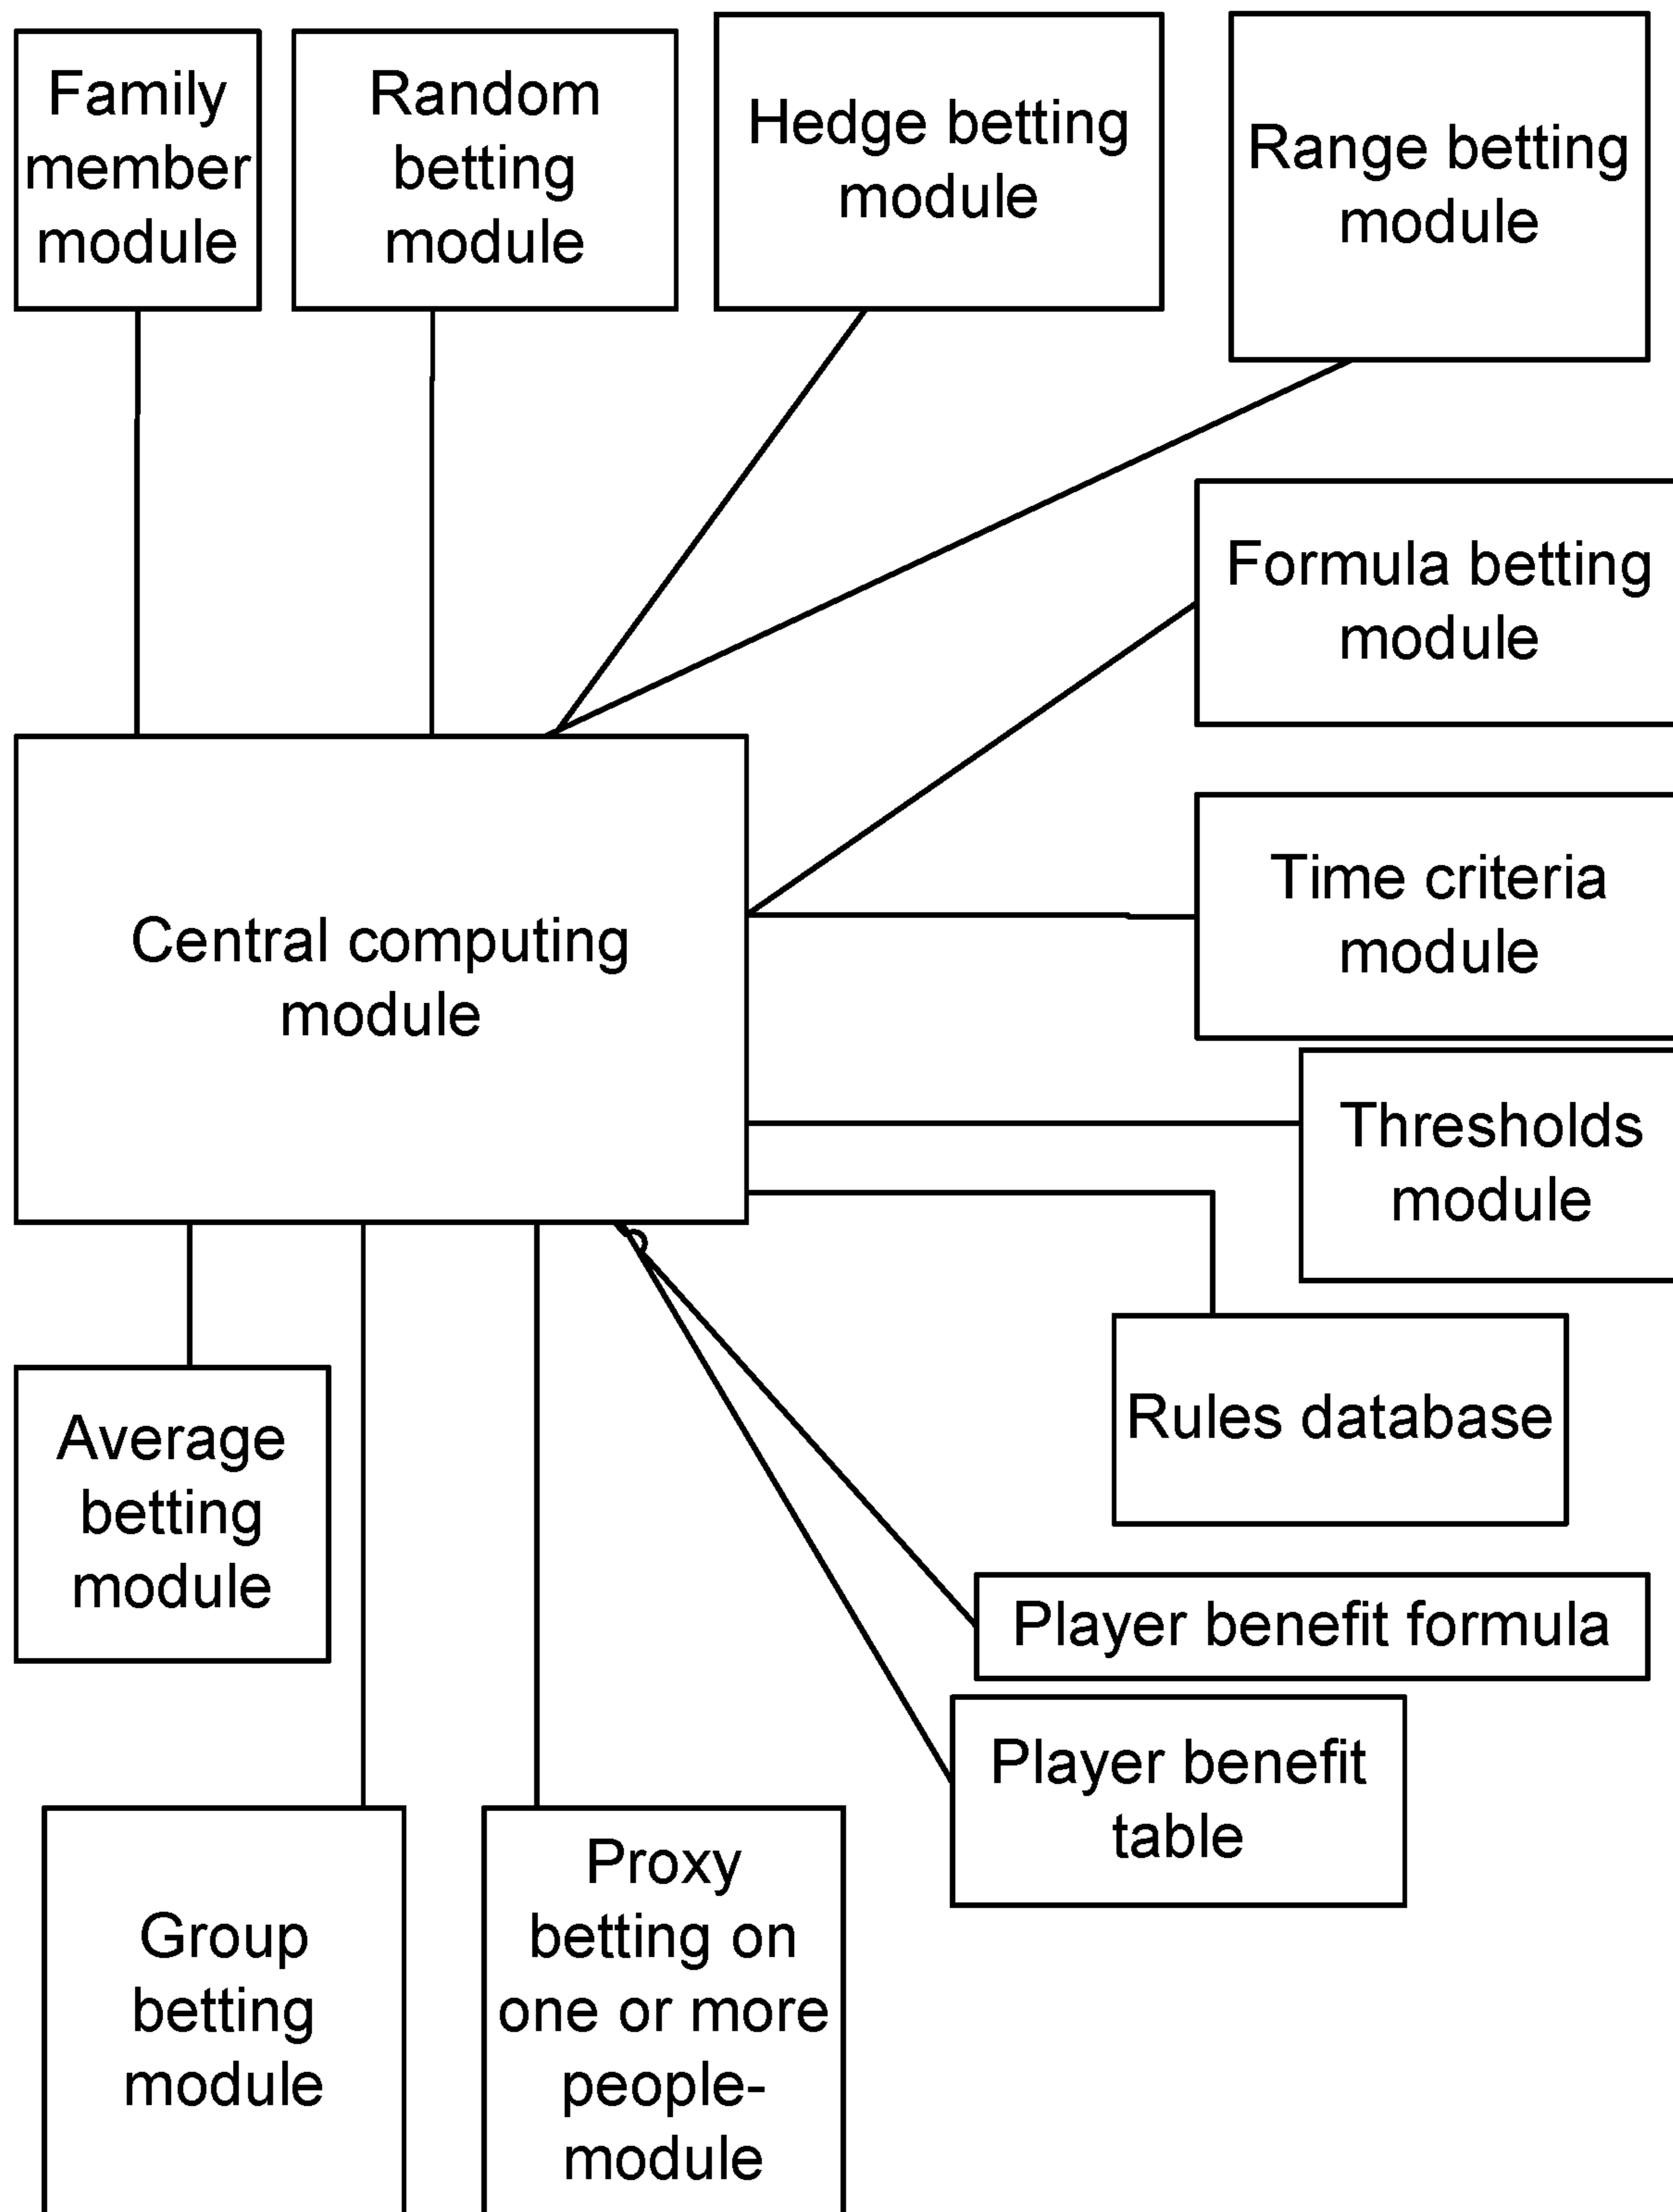 Family
member
module
Random
betting
module
Hedge betting
module
Range betting
module
Formula betting
module
Central computing
module
Time criteria
module
Thresholds
module
Rules database
Average
betting
module
Player benefit formula
Player benefit
table
Group
betting
module
Proxy
betting on
one or more
people-
module